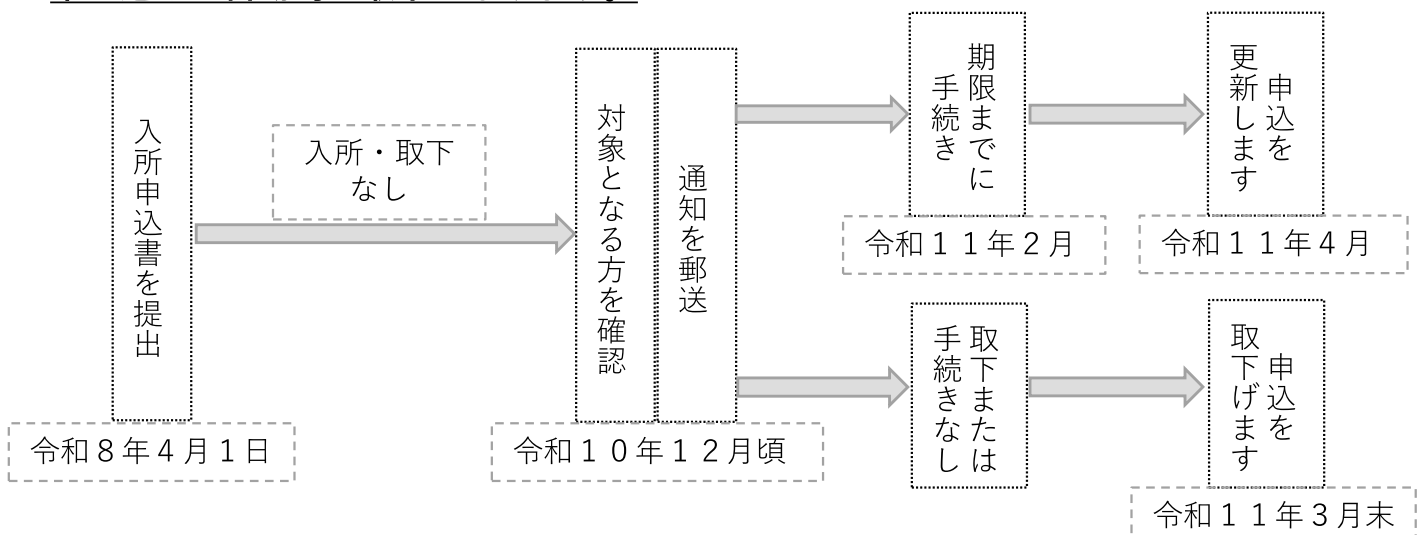 入所申込書を提出
令和８年４月１日
入所・取下
なし
対象となる方を確認
通知を郵送
令和１０年１２月頃
期限までに
手続き
令和１１年２月
申込を
更新します
令和１１年４月
取下または
手続きなし
申込を
取下げます
令和１１年３月末